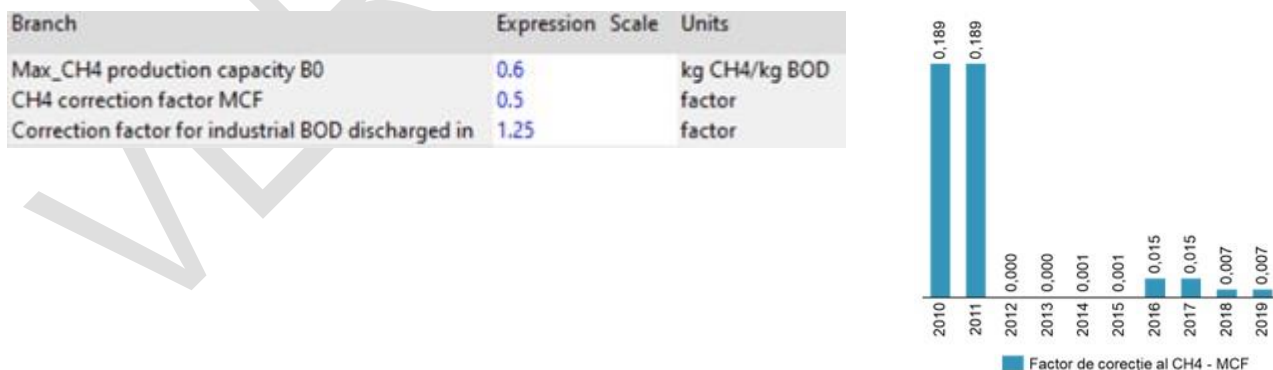 Branch Expression Scale Units
Max_CH4 production capacity B0 0.6 kg CH4/kg BOD
CH4 correction factor MCF 0.5 factor
Correction factor for industrial BOD discharged in 1.25 factor
0,189 0,189 0,000 0,000 0,001 0,001 0,015 0,015 0,007 0,007
2010 2011 2012 2013 2014 2015 2016 2017 2018 2019
Factor de corecție al CH4 - MCF